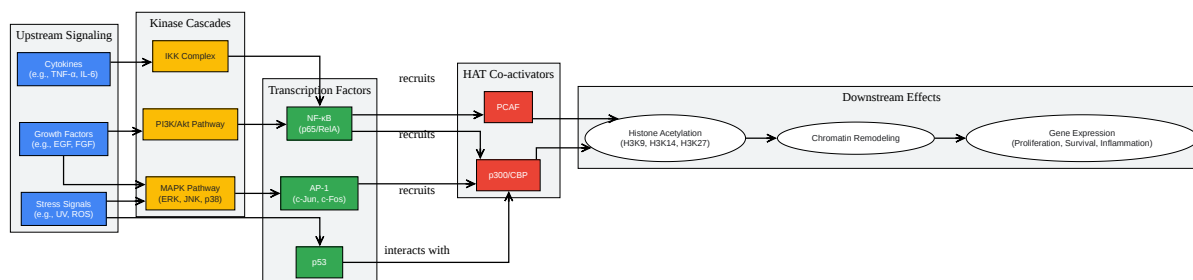 Upstream Signaling
Cytokines
(e.g., TNF-α, IL-6)
Growth Factors
(e.g., EGF, FGF)
Stress Signals
(e.g., UV, ROS)
Kinase Cascades
IKK Complex
PI3K/Akt Pathway
MAPK Pathway
(ERK, JNK, p38)
Transcription Factors
NF-κB
(p65/RelA)
AP-1
(c-Jun, c-Fos)
p53
recruits
recruits
recruits
interacts with
HAT Co-activators
PCAF
p300/CBP
Downstream Effects
Histone Acetylation
(H3K9, H3K14, H3K27)
Chromatin Remodeling
Gene Expression
(Proliferation, Survival, Inflammation)